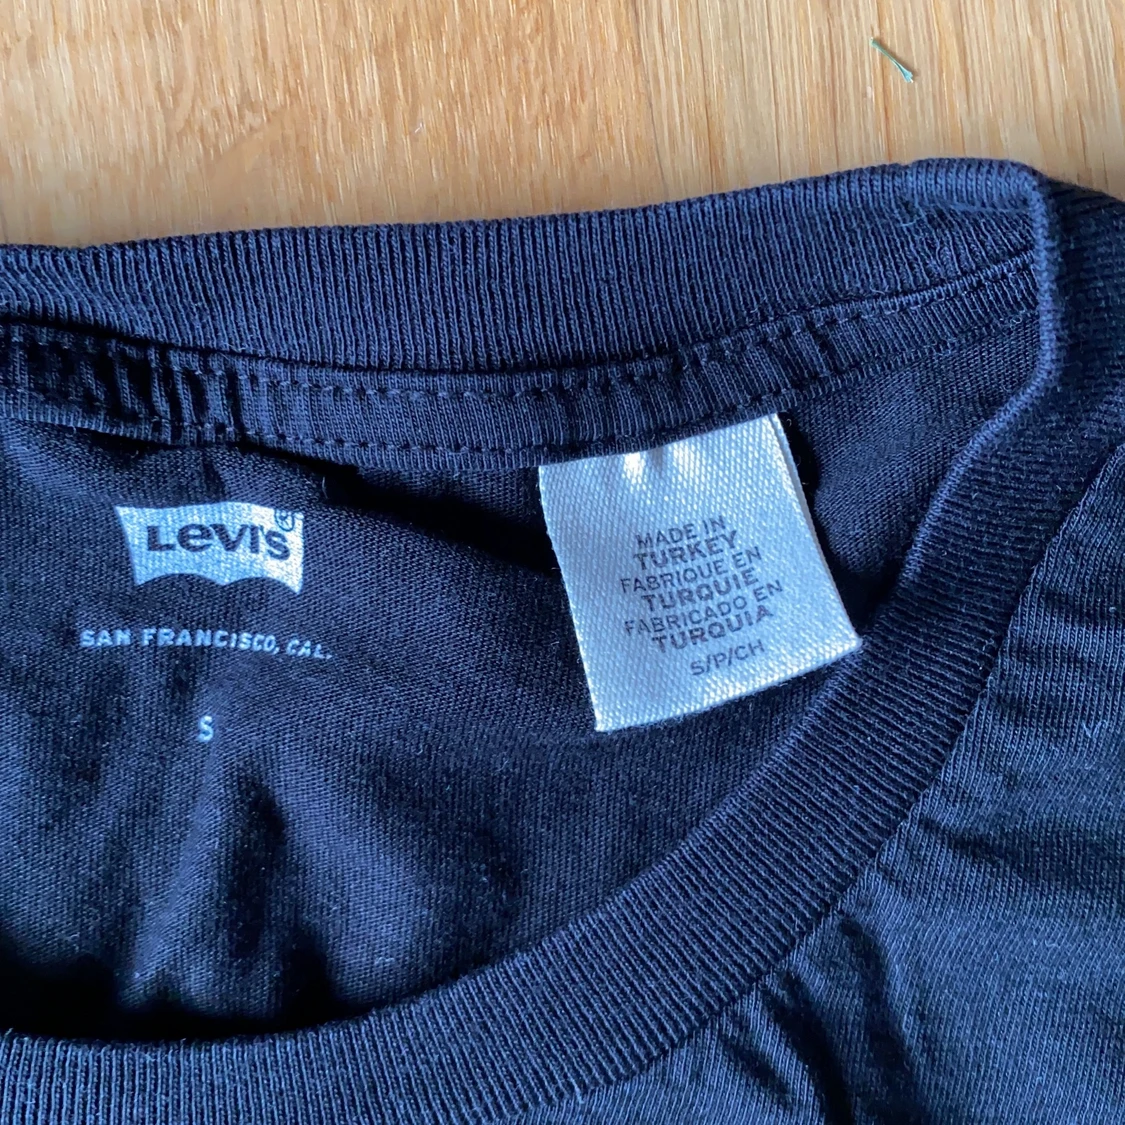 Levi's®
SAN FRANCISCO, CAL.
S
MADE IN
TURKEY
FABRIQUE EN
TURQUIE
FABRICADO EN
TURQUIA
S/P/CH